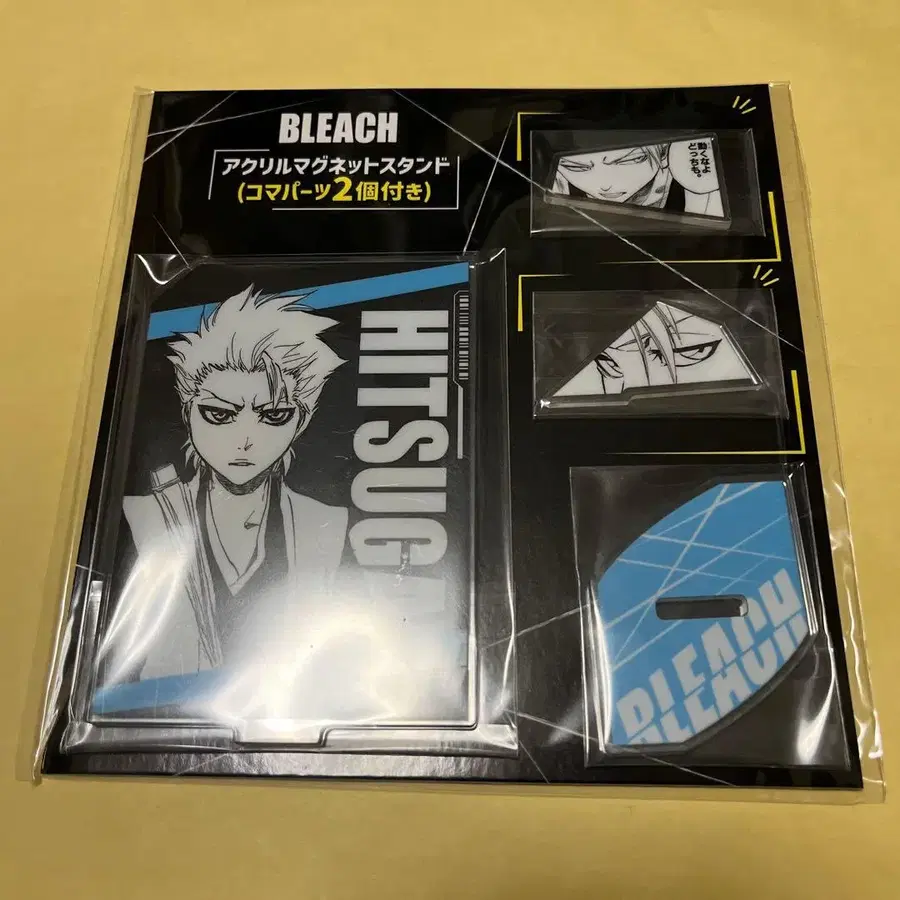 BLEACH
アクリルマグネットスタンド
(コマパーツ2個付き)
動くなよ
どっちも。
HITSUGA
BLEACH
BLEACH